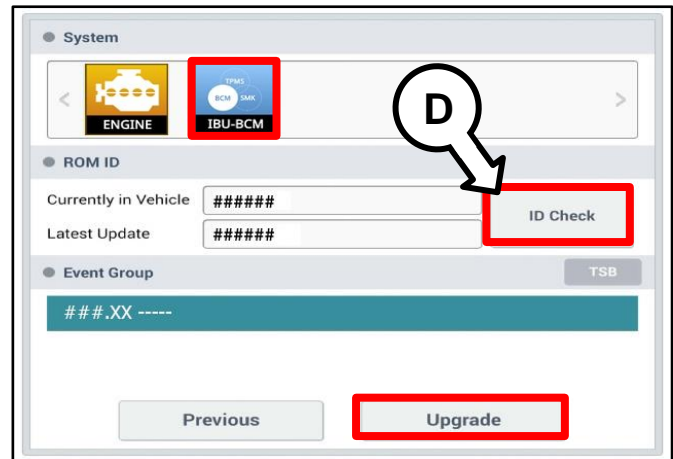 System
TPMS
BCM SMK
ENGINE
IBU-BCM
D
ROM ID
Currently in Vehicle ######
ID Check
Latest Update ######
Event Group
TSB
###.XX -----
Previous
Upgrade